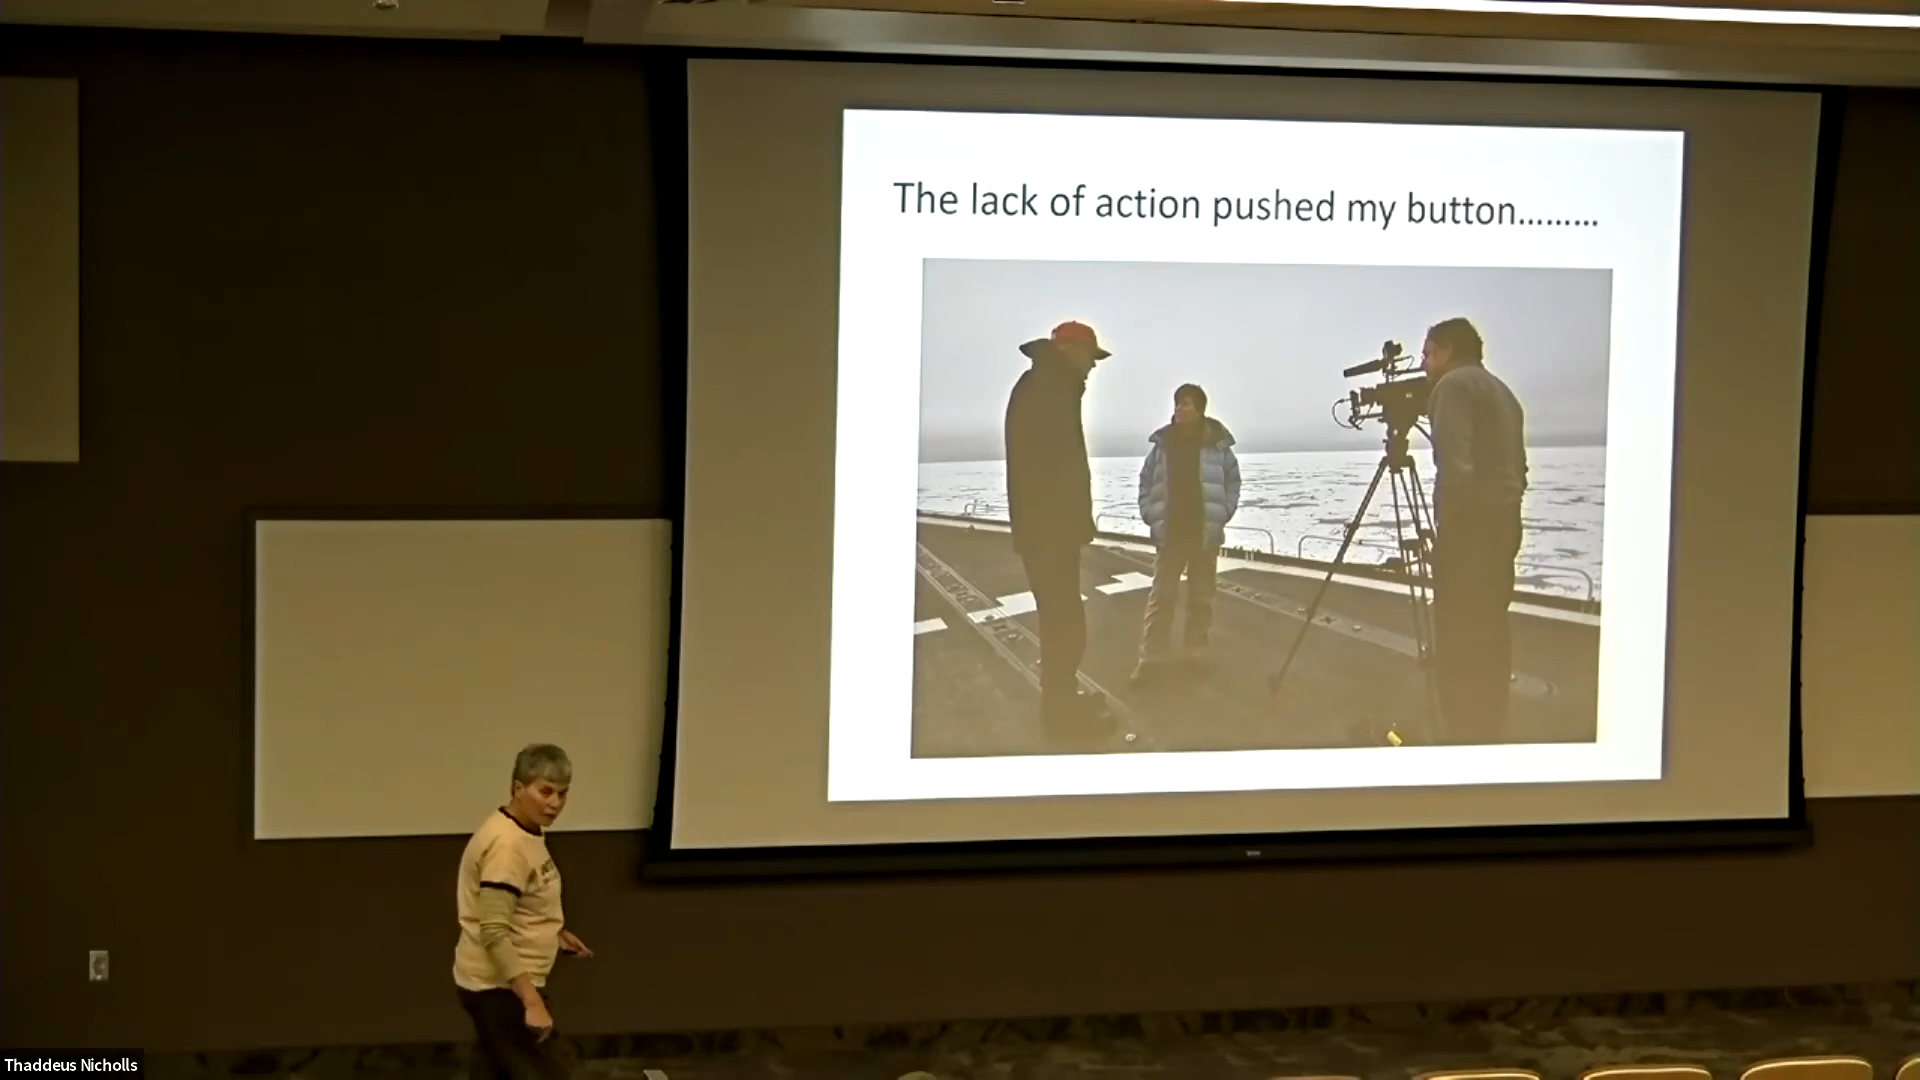 The lack of action pushed my button.........
Thaddeus Nicholls